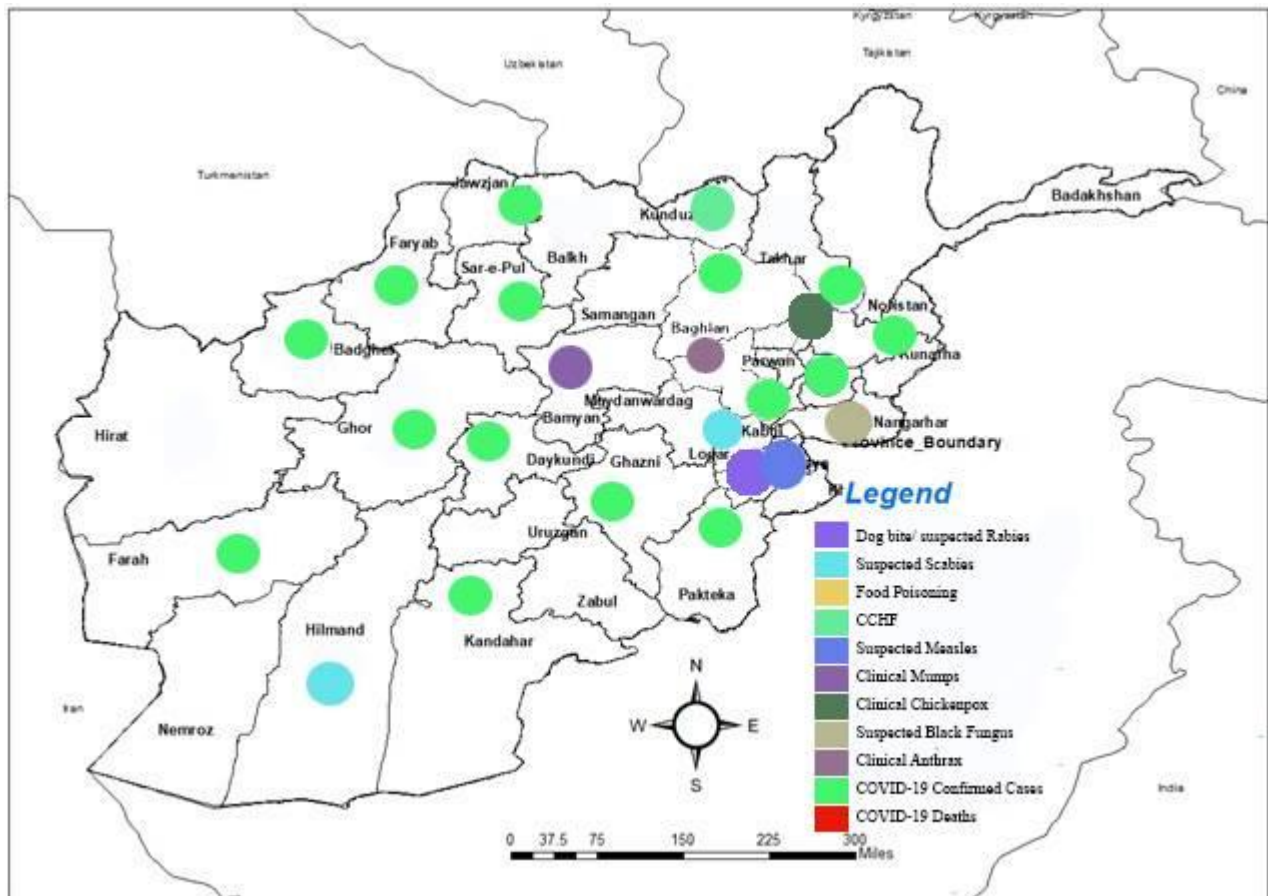 Kyrgyzstan
Kyrgyzstan
Tajikistan
Uzbekistan
China
Turkmenistan
Jawzjan
Badakhshan
Kunduz
Faryab
Balkh
Takhar
Sar-e-Pul
Samangan
Noristan
Baghlan
Badghes
Parwan
Kunarha
Maydanwardag
Bamyan
Nangarhar
Ghor
Kabul
Hirat
Province_Boundary
Logar
Daykundi
Ghazni
Legend
Dog bite/ suspected Rabies
Suspected Scabies
Food Poisoning
CCHF
Suspected Measles
Clinical Mumps
Clinical Chickenpox
Suspected Black Fungus
Clinical Anthrax
COVID-19 Confirmed Cases
COVID-19 Deaths
Uruzgan
Farah
Zabul
Pakteka
Hilmand
Kandahar
Iran
Nemroz
N
W
E
S
India
0 37.5 75 150 225 300
Miles